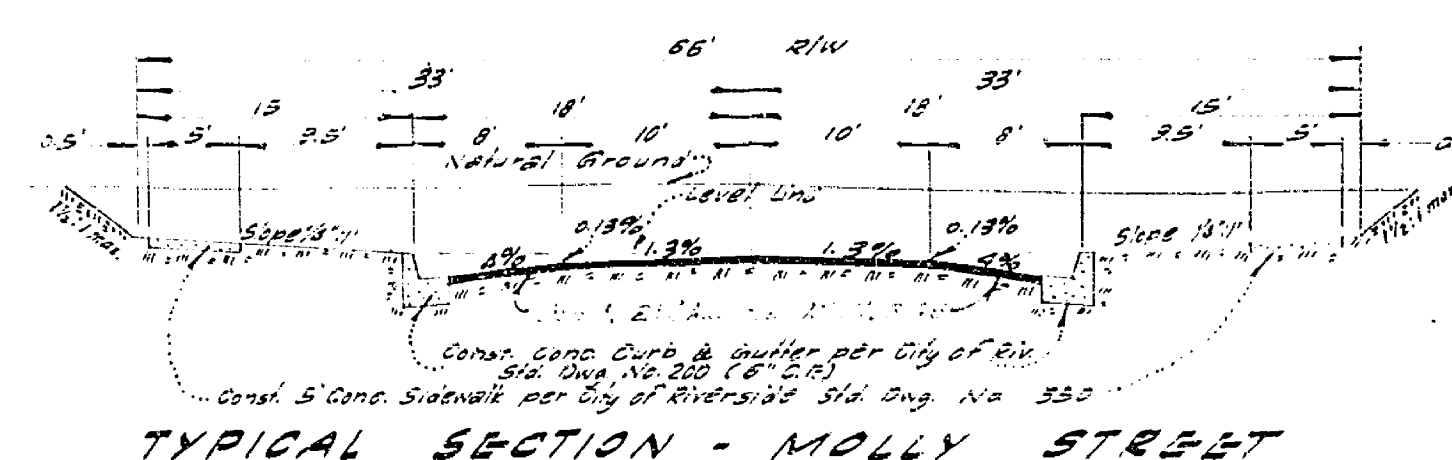 66' R/W
33' 33'
15 18' 18' 15'
0.5' 5' 9.5' 8' 10' 10' 8' 9.5' 5'
Natural Ground
Level Line
1½:1 max. Slope ⅛":1' 4% 0.13% 1.3% 1.3% 0.13% 4% Slope ⅛":1' 1½:1 max
Const. Conc. Curb & Gutter per City of Riv.
Std. Dwg. No. 200 (6" C.F.)
Const. 5' Conc. Sidewalk per City of Riverside Std. Dwg. No. 330
TYPICAL SECTION - MOLLY STREET